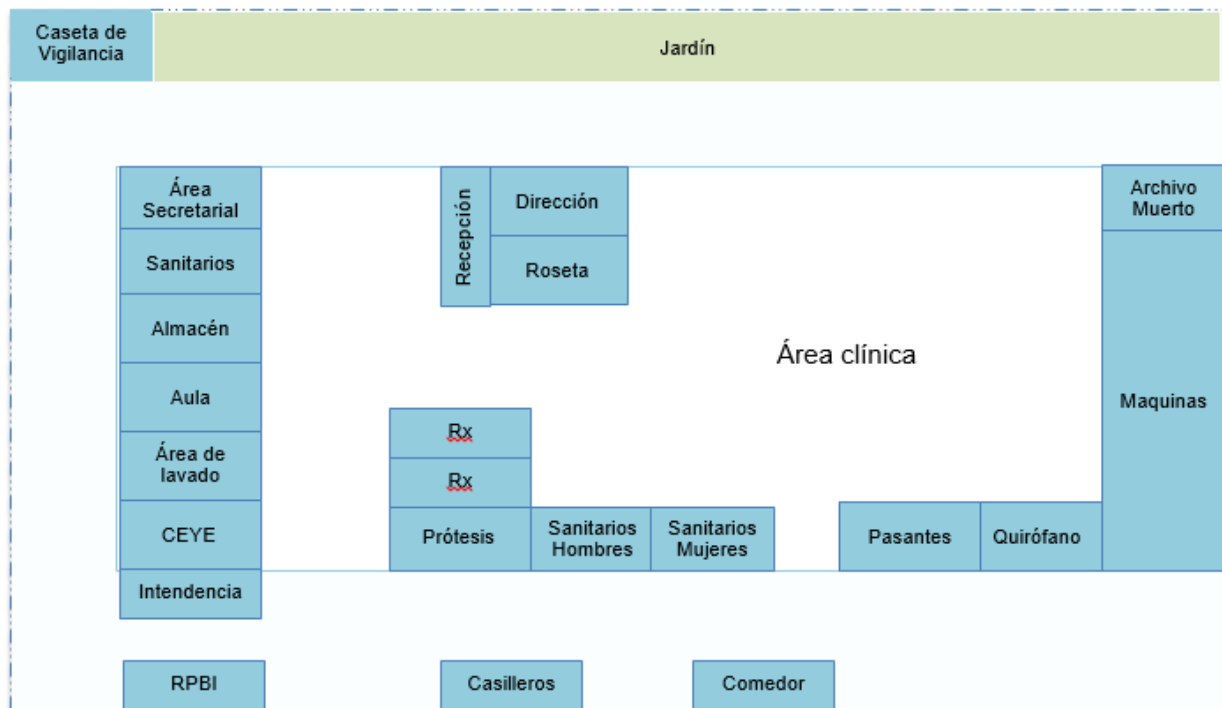 Caseta de
Vigilancia
Jardín
Área
Secretarial
Recepción
Dirección
Archivo
Muerto
Sanitarios
Roseta
Almacén
Área clínica
Aula
Maquinas
Rx
Área de
lavado
Rx
CEYE
Prótesis
Sanitarios
Hombres
Sanitarios
Mujeres
Pasantes
Quirófano
Intendencia
RPBI
Casilleros
Comedor